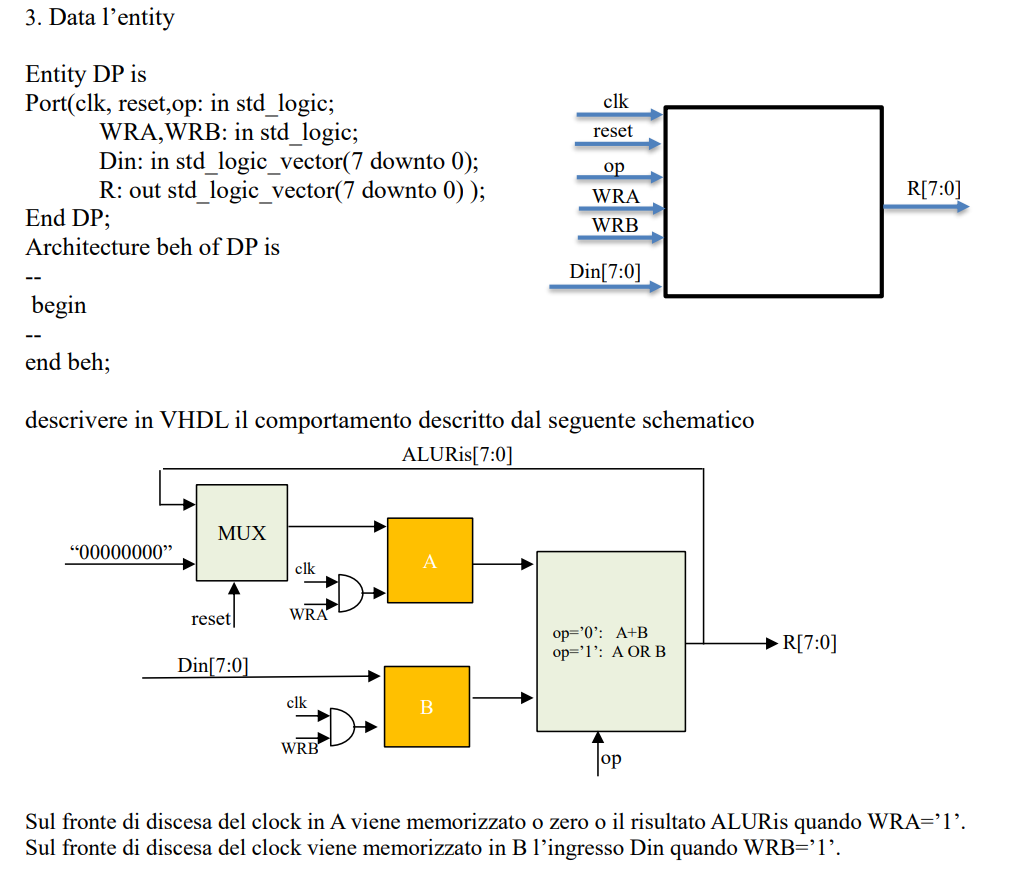 3. Data l’entity
Entity DP is
Port(clk, reset,op: in std_logic;
WRA,WRB: in std_logic;
Din: in std_logic_vector(7 downto 0);
R: out std_logic_vector(7 downto 0) );
End DP;
Architecture beh of DP is
--
begin
--
end beh;
clk
reset
op
WRA
WRB
Din[7:0]
R[7:0]
descrivere in VHDL il comportamento descritto dal seguente schematico
ALURis[7:0]
MUX
“00000000”
reset
clk
WRA
A
Din[7:0]
clk
WRB
B
op=’0’: A+B
op=’1’: A OR B
R[7:0]
op
Sul fronte di discesa del clock in A viene memorizzato o zero o il risultato ALURis quando WRA=’1’.
Sul fronte di discesa del clock viene memorizzato in B l’ingresso Din quando WRB=’1’.